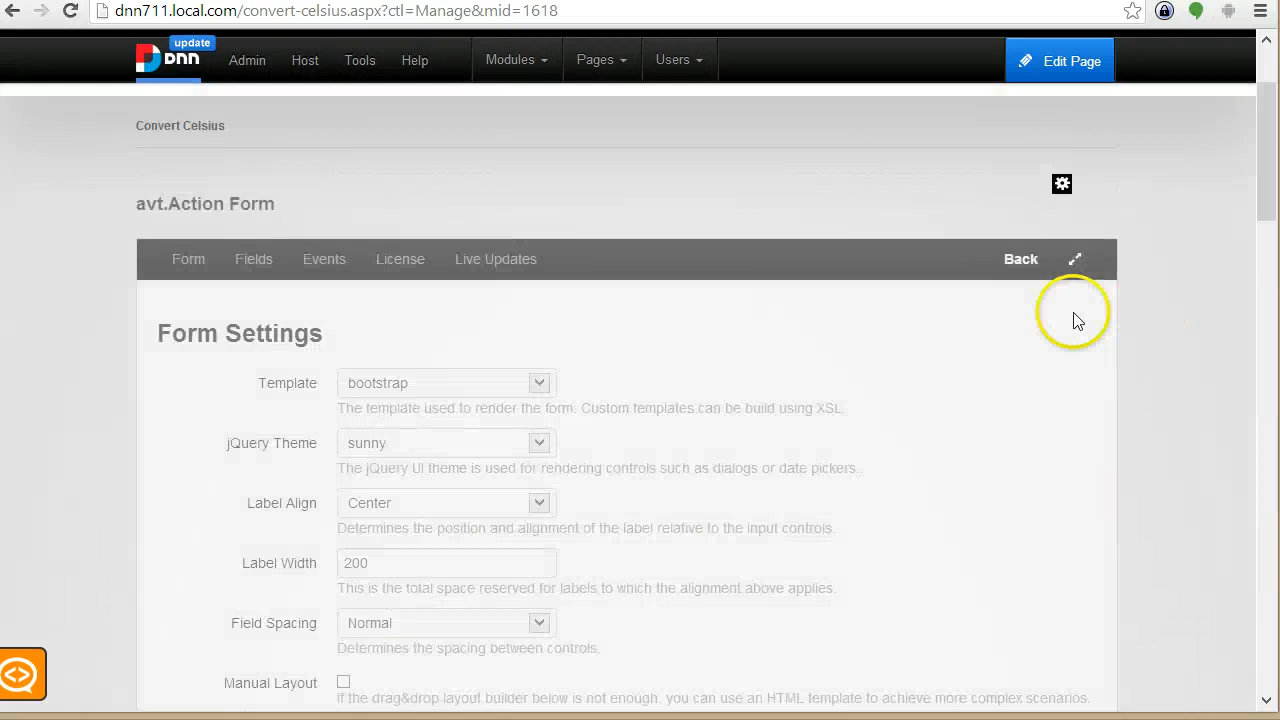 dnn711.local.com/convert-celsius.aspx?ctl=Manage&mid=1618
update
DNN Admin Host Tools Help Modules Pages Users Edit Page
Convert Celsius
avt.Action Form
Form Fields Events License Live Updates Back
Form Settings
Template bootstrap
The template used to render the form. Custom templates can be build using XSL.
jQuery Theme sunny
The jQuery UI theme is used for rendering controls such as dialogs or date pickers..
Label Align Center
Determines the position and alignment of the label relative to the input controls.
Label Width 200
This is the total space reserved for labels to which the alignment above applies.
Field Spacing Normal
Determines the spacing between controls.
Manual Layout
If the drag&drop layout builder below is not enough, you can use an HTML template to achieve more complex scenarios.